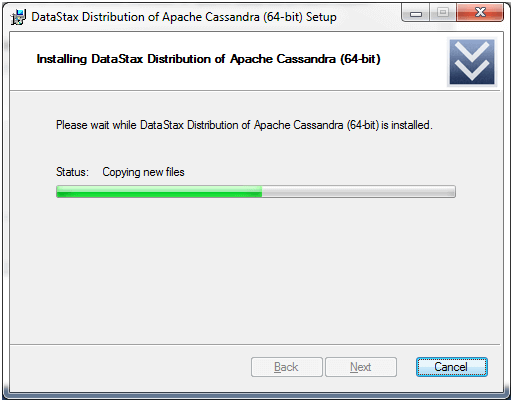 DataStax Distribution of Apache Cassandra (64-bit) Setup
Installing DataStax Distribution of Apache Cassandra (64-bit)
Please wait while DataStax Distribution of Apache Cassandra (64-bit) is installed.
Status: Copying new files
Back Next Cancel